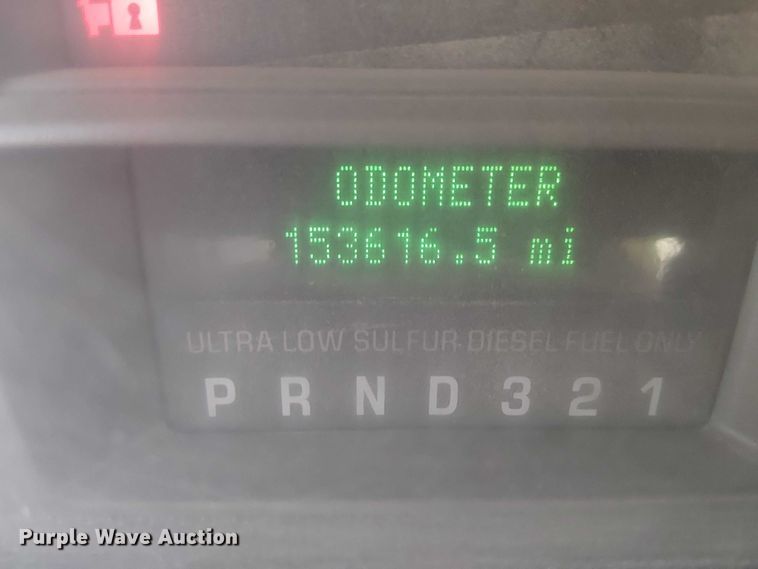 ODOMETER
153616.5 mi
ULTRA LOW SULFUR DIESEL FUEL ONLY
P R N D 3 2 1
Purple Wave Auction